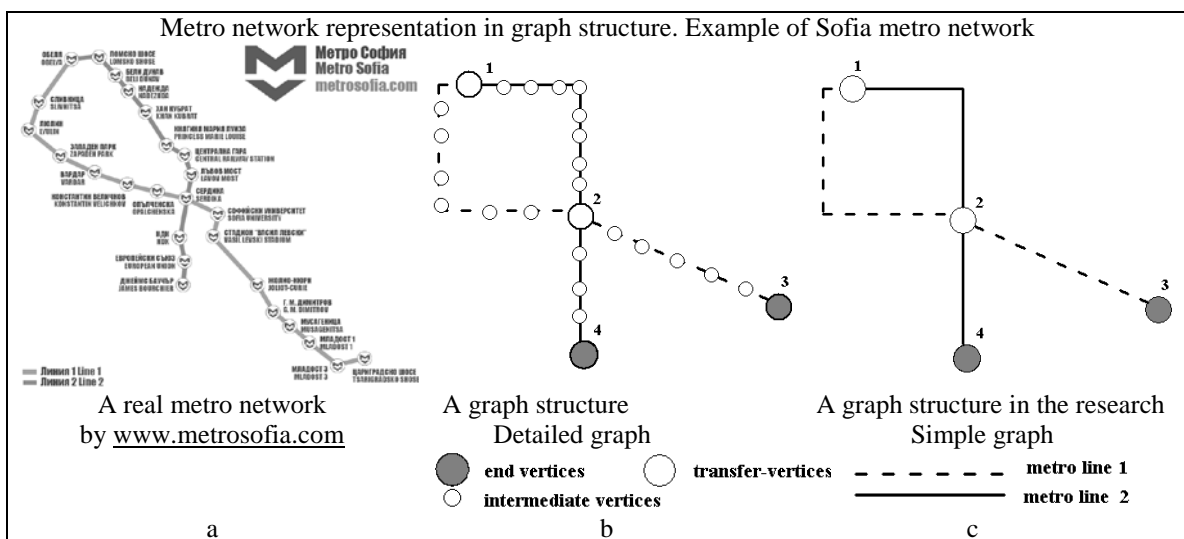 Metro network representation in graph structure. Example of Sofia metro network
Метро София
Metro Sofia
metrosofia.com
ОБЕЛЯ
OBELYA
ЛОМСКО ШОСЕ
LOMSKO SHOSE
БЕЛИ ДУНАВ
BELI DUNAV
НАДЕЖДА
NADEZHDA
ХАН КУБРАТ
KHAN KUBRAT
КНЯГИНЯ МАРИЯ ЛУИЗА
PRINCESS MARIE LOUISE
ЦЕНТРАЛНА ГАРА
CENTRAL RAILWAY STATION
ЛЪВОВ МОСТ
LAVOV MOST
СЕРДИКА
SERDIKA
СЛИВНИЦА
SLIVNITSA
ЛЮЛИН
LYULIN
ЗАПАДЕН ПАРК
ZAPADEN PARK
ВАРДАР
VARDAR
КОНСТАНТИН ВЕЛИЧКОВ
KONSTANTIN VELICHKOV
ОПЪЛЧЕНСКА
OPALCHENSKA
СОФИЙСКИ УНИВЕРСИТЕТ
SOFIA UNIVERSITY
СТАДИОН "ВАСИЛ ЛЕВСКИ"
VASIL LEVSKI STADIUM
НДК
NDK
ЕВРОПЕЙСКИ СЪЮЗ
EUROPEAN UNION
ДЖЕЙМС БАУЧЪР
JAMES BOURCHIER
ЖОЛИО-КЮРИ
JOLIOT-CURIE
Г. М. ДИМИТРОВ
G. M. DIMITROV
МУСАГЕНИЦА
MUSAGENITSA
МЛАДОСТ 1
MLADOST 1
МЛАДОСТ 3
MLADOST 3
ЦАРИГРАДСКО ШОСЕ
TSARIGRADSKO SHOSE
Линия 1 Line 1
Линия 2 Line 2
1
2
3
4
1
2
3
4
A real metro network
by www.metrosofia.com
A graph structure
Detailed graph
A graph structure in the research
Simple graph
end vertices
transfer-vertices
intermediate vertices
metro line 1
metro line 2
a
b
c